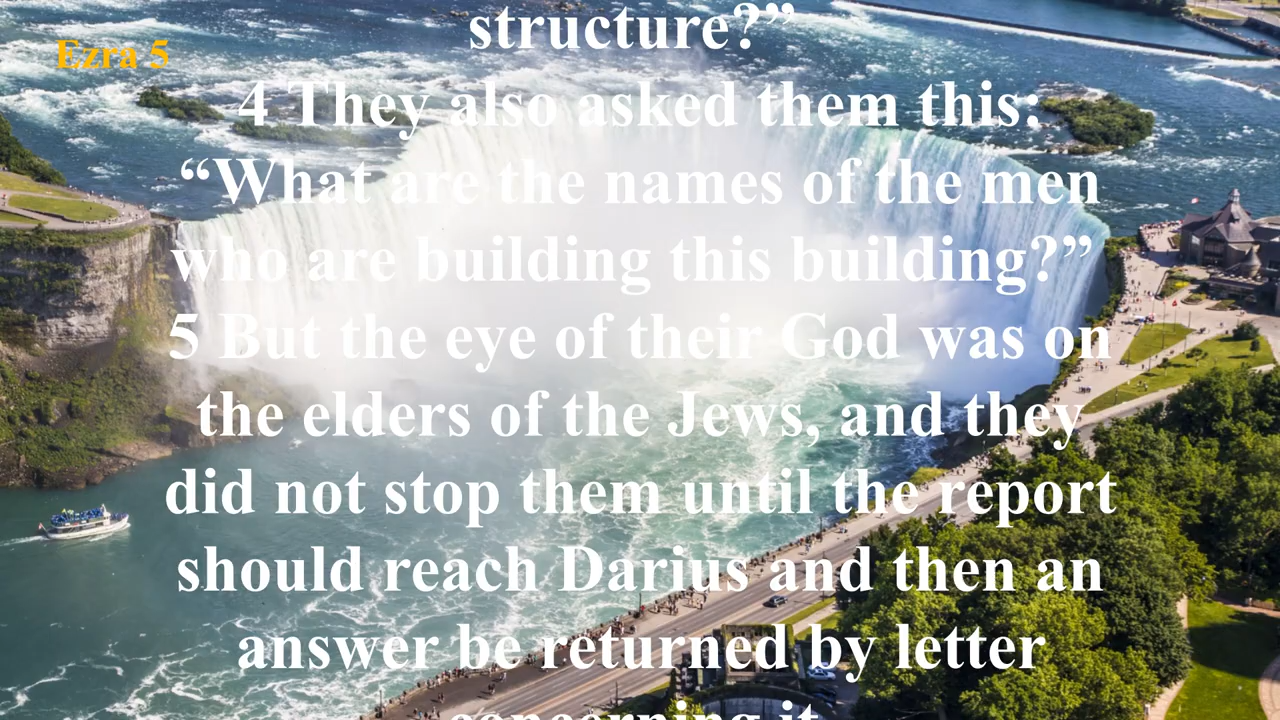 structure?”
Ezra 5
4 They also asked them this:
“What are the names of the men
who are building this building?”
5 But the eye of their God was on
the elders of the Jews, and they
did not stop them until the report
should reach Darius and then an
answer be returned by letter
concerning it.